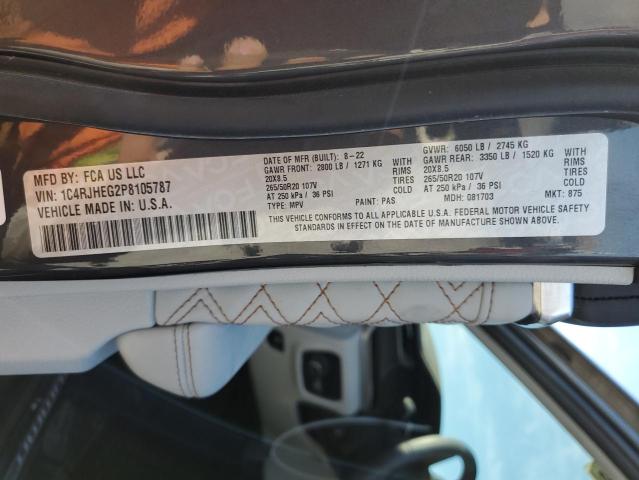 MFD BY: FCA US LLC
VIN: 1C4RJHEG2P8105787
VEHICLE MADE IN: U.S.A.
DATE OF MFR (BUILT): 8-22 GVWR: 6050 LB / 2745 KG
GAWR FRONT: 2800 LB / 1271 KG GAWR REAR: 3350 LB / 1520 KG
20X8.5 RIMS 20X8.5 RIMS
265/50R20 107V TIRES 265/50R20 107V TIRES
AT 250 kPa / 36 PSI COLD AT 250 kPa / 36 PSI COLD
TYPE: MPV PAINT: PAS MDH: 081703 MKT: 875
CONFORMS TO ALL APPLICABLE U.S.A. FEDERAL MOTOR VEHICLE SAFETY
STANDARDS IN EFFECT ON THE DATE OF MANUFACTURE SHOWN ABOVE.